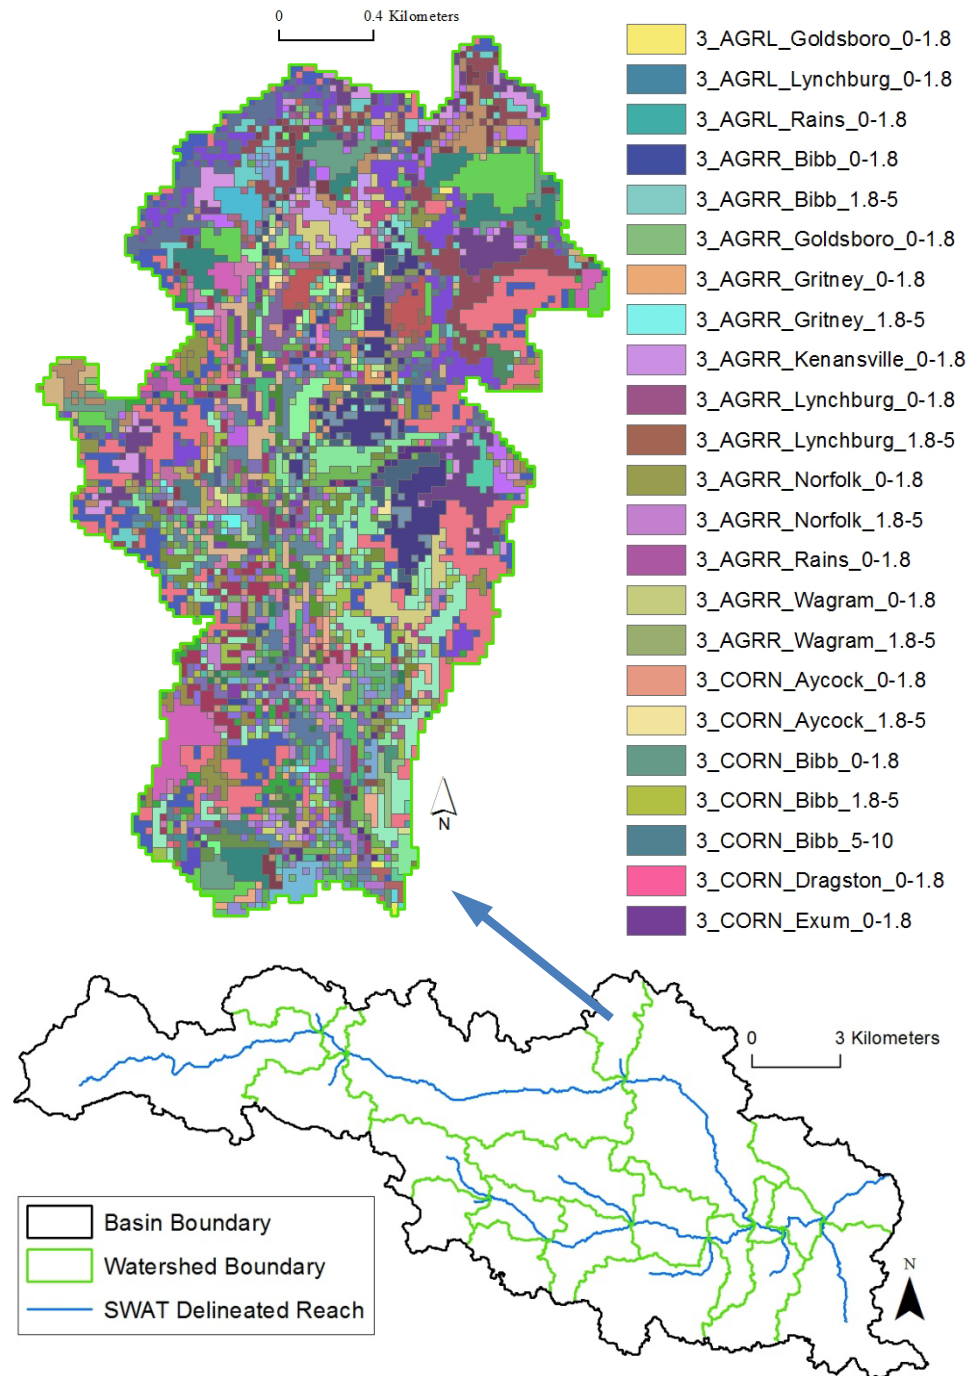 0 0.4 Kilometers
3_AGRL_Goldsboro_0-1.8
3_AGRL_Lynchburg_0-1.8
3_AGRL_Rains_0-1.8
3_AGRR_Bibb_0-1.8
3_AGRR_Bibb_1.8-5
3_AGRR_Goldsboro_0-1.8
3_AGRR_Gritney_0-1.8
3_AGRR_Gritney_1.8-5
3_AGRR_Kenansville_0-1.8
3_AGRR_Lynchburg_0-1.8
3_AGRR_Lynchburg_1.8-5
3_AGRR_Norfolk_0-1.8
3_AGRR_Norfolk_1.8-5
3_AGRR_Rains_0-1.8
3_AGRR_Wagram_0-1.8
3_AGRR_Wagram_1.8-5
3_CORN_Aycock_0-1.8
3_CORN_Aycock_1.8-5
3_CORN_Bibb_0-1.8
3_CORN_Bibb_1.8-5
3_CORN_Bibb_5-10
3_CORN_Dragston_0-1.8
3_CORN_Exum_0-1.8
N
0 3 Kilometers
Basin Boundary
Watershed Boundary
SWAT Delineated Reach
N